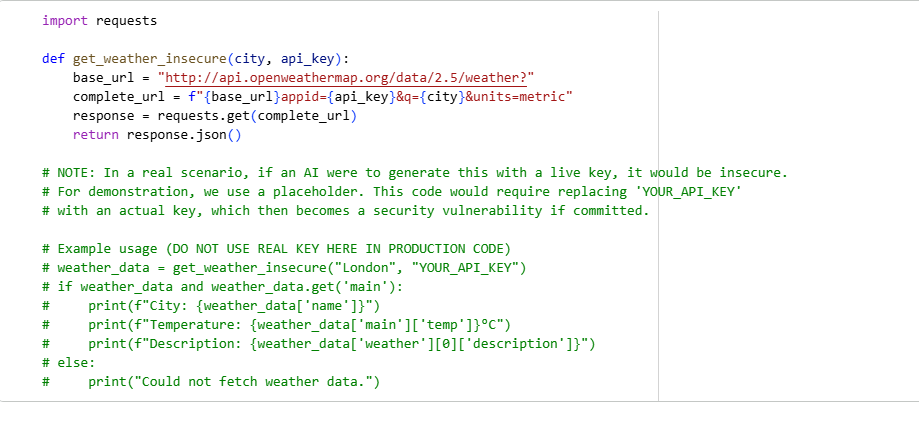 import requests
def get_weather_insecure(city, api_key):
    base_url = "http://api.openweathermap.org/data/2.5/weather?"
    complete_url = f"{base_url}appid={api_key}&q={city}&units=metric"
    response = requests.get(complete_url)
    return response.json()
# NOTE: In a real scenario, if an AI were to generate this with a live key, it would be insecure.
# For demonstration, we use a placeholder. This code would require replacing 'YOUR_API_KEY'
# with an actual key, which then becomes a security vulnerability if committed.
# Example usage (DO NOT USE REAL KEY HERE IN PRODUCTION CODE)
# weather_data = get_weather_insecure("London", "YOUR_API_KEY")
# if weather_data and weather_data.get('main'):
#     print(f"City: {weather_data['name']}")
#     print(f"Temperature: {weather_data['main']['temp']}°C")
#     print(f"Description: {weather_data['weather'][0]['description']}")
# else:
#     print("Could not fetch weather data.")